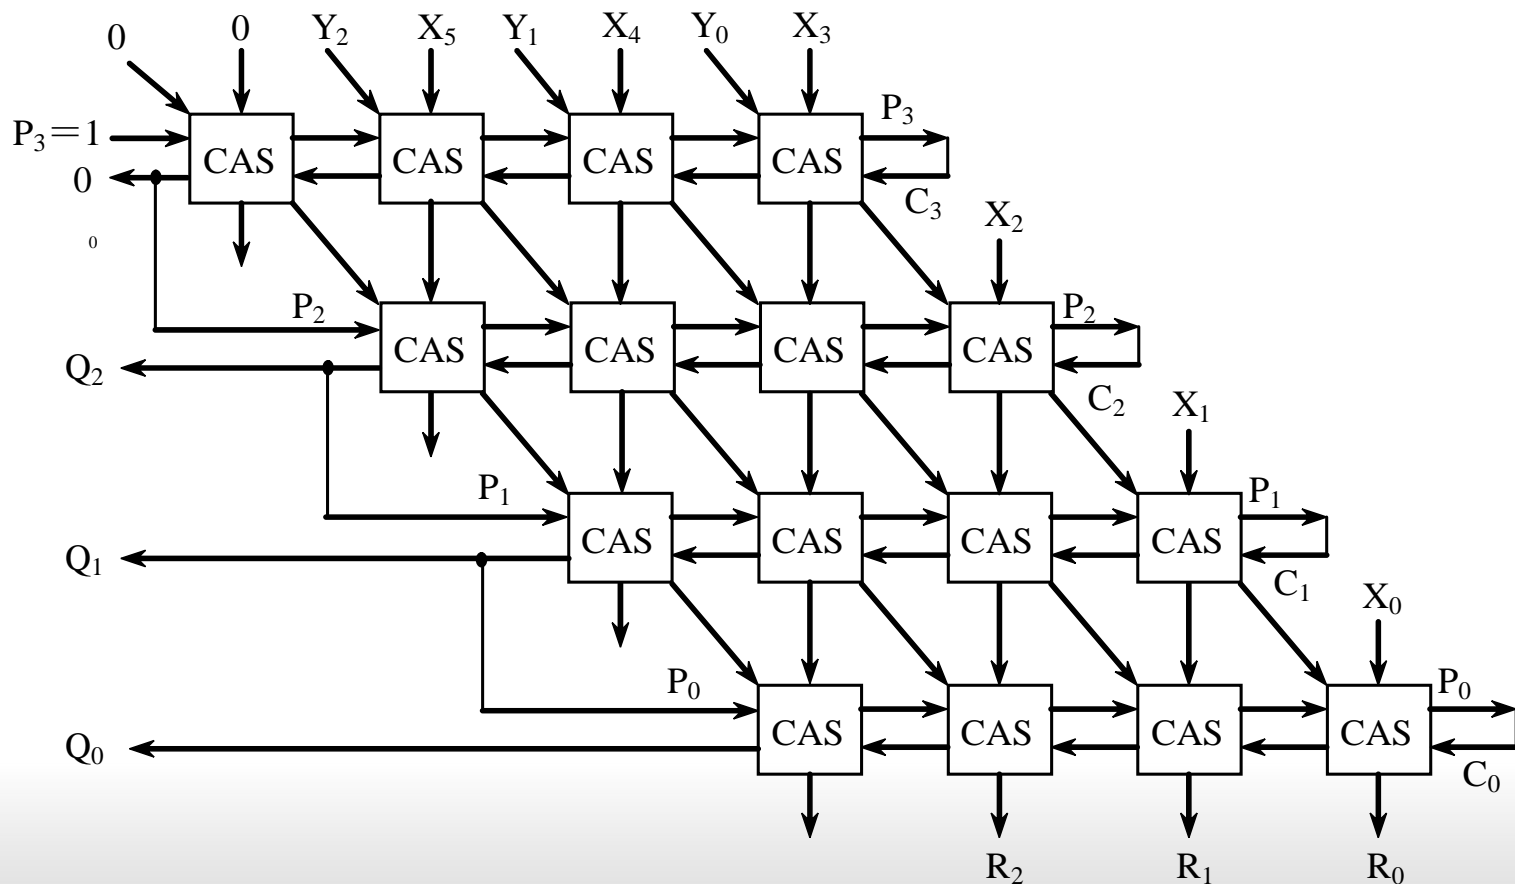 0 0 Y₂ X₅ Y₁ X₄ Y₀ X₃
P₃＝1 CAS CAS CAS CAS P₃
0 C₃
0 X₂
P₂ CAS CAS CAS CAS P₂
Q₂ C₂ X₁
P₁ CAS CAS CAS CAS P₁
Q₁ C₁ X₀
P₀ CAS CAS CAS CAS P₀
Q₀ C₀
R₂ R₁ R₀